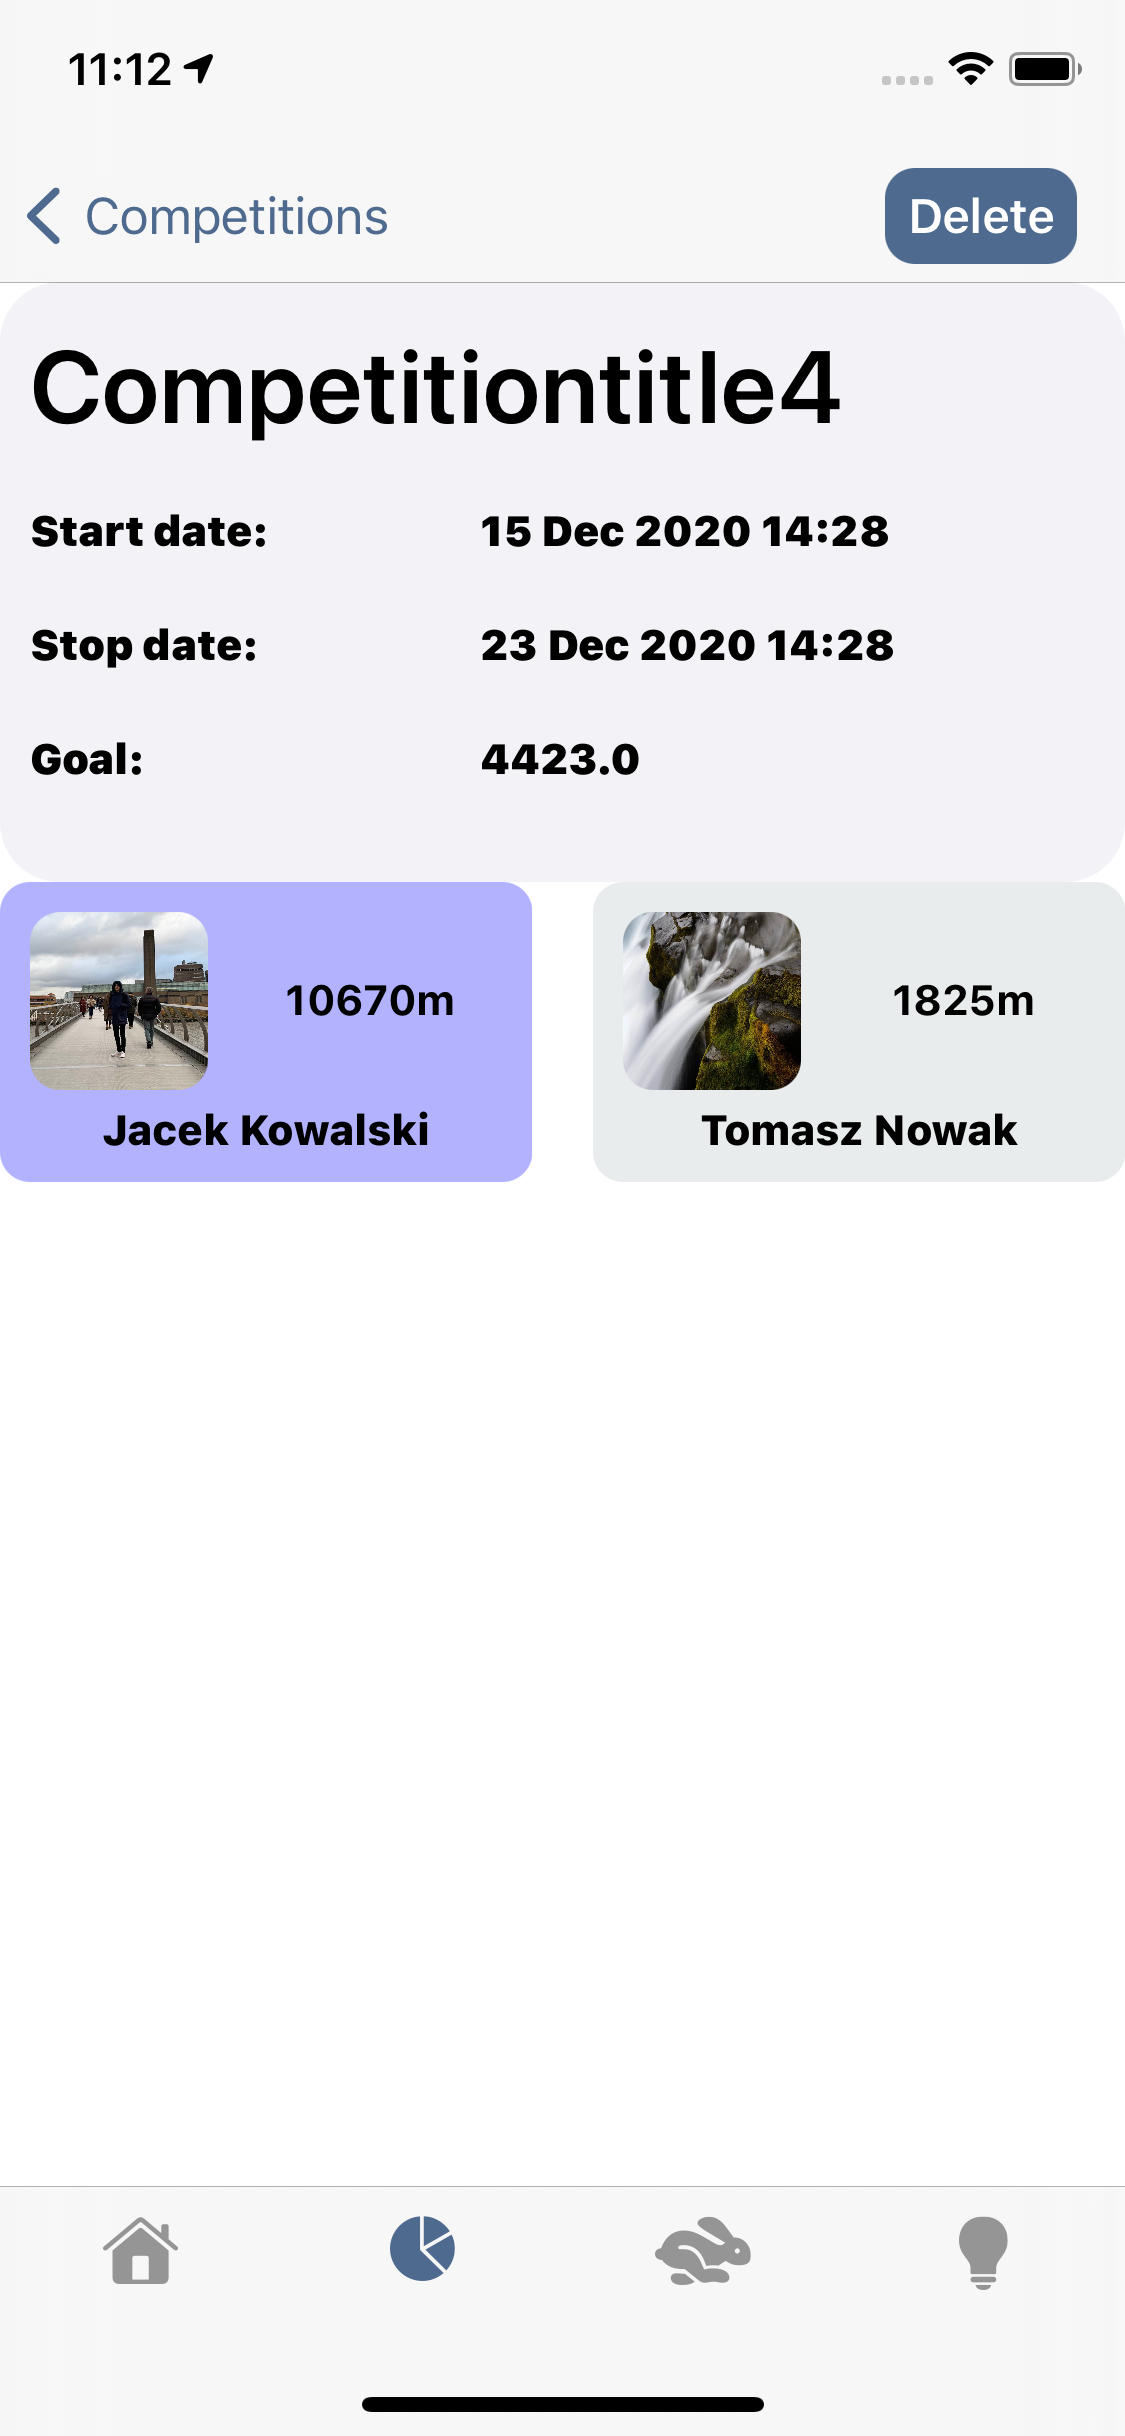 11:12
Competitions
Delete
Competitiontitle4
Start date: 15 Dec 2020 14:28
Stop date: 23 Dec 2020 14:28
Goal: 4423.0
10670m
Jacek Kowalski
1825m
Tomasz Nowak